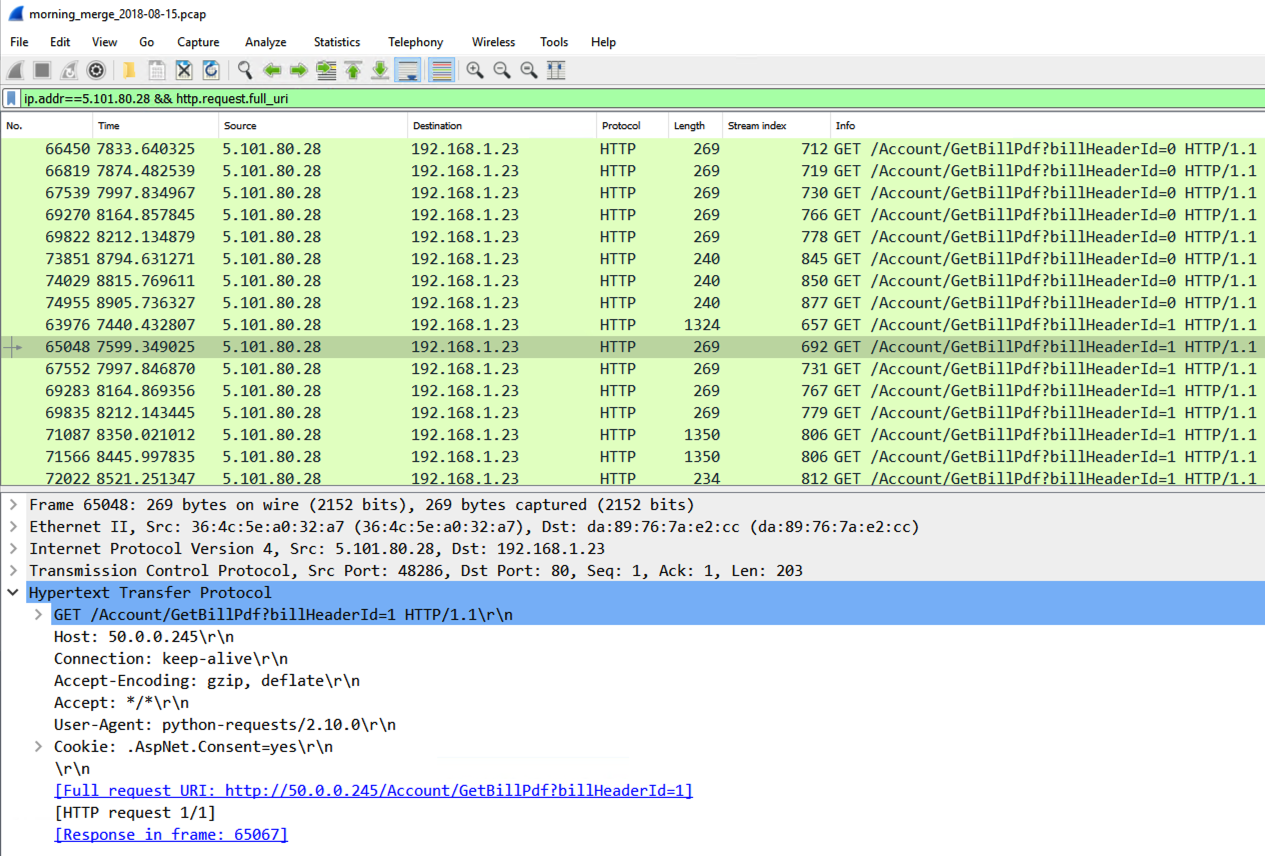 morning_merge_2018-08-15.pcap
File Edit View Go Capture Analyze Statistics Telephony Wireless Tools Help
ip.addr==5.101.80.28 && http.request.full_uri
No. Time Source Destination Protocol Length Stream index Info
66450 7833.640325 5.101.80.28 192.168.1.23 HTTP 269 712 GET /Account/GetBillPdf?billHeaderId=0 HTTP/1.1
66819 7874.482539 5.101.80.28 192.168.1.23 HTTP 269 719 GET /Account/GetBillPdf?billHeaderId=0 HTTP/1.1
67539 7997.834967 5.101.80.28 192.168.1.23 HTTP 269 730 GET /Account/GetBillPdf?billHeaderId=0 HTTP/1.1
69270 8164.857845 5.101.80.28 192.168.1.23 HTTP 269 766 GET /Account/GetBillPdf?billHeaderId=0 HTTP/1.1
69822 8212.134879 5.101.80.28 192.168.1.23 HTTP 269 778 GET /Account/GetBillPdf?billHeaderId=0 HTTP/1.1
73851 8794.631271 5.101.80.28 192.168.1.23 HTTP 240 845 GET /Account/GetBillPdf?billHeaderId=0 HTTP/1.1
74029 8815.769611 5.101.80.28 192.168.1.23 HTTP 240 850 GET /Account/GetBillPdf?billHeaderId=0 HTTP/1.1
74955 8905.736327 5.101.80.28 192.168.1.23 HTTP 240 877 GET /Account/GetBillPdf?billHeaderId=0 HTTP/1.1
63976 7440.432807 5.101.80.28 192.168.1.23 HTTP 1324 657 GET /Account/GetBillPdf?billHeaderId=1 HTTP/1.1
65048 7599.349025 5.101.80.28 192.168.1.23 HTTP 269 692 GET /Account/GetBillPdf?billHeaderId=1 HTTP/1.1
67552 7997.846870 5.101.80.28 192.168.1.23 HTTP 269 731 GET /Account/GetBillPdf?billHeaderId=1 HTTP/1.1
69283 8164.869356 5.101.80.28 192.168.1.23 HTTP 269 767 GET /Account/GetBillPdf?billHeaderId=1 HTTP/1.1
69835 8212.143445 5.101.80.28 192.168.1.23 HTTP 269 779 GET /Account/GetBillPdf?billHeaderId=1 HTTP/1.1
71087 8350.021012 5.101.80.28 192.168.1.23 HTTP 1350 806 GET /Account/GetBillPdf?billHeaderId=1 HTTP/1.1
71566 8445.997835 5.101.80.28 192.168.1.23 HTTP 1350 806 GET /Account/GetBillPdf?billHeaderId=1 HTTP/1.1
72022 8521.251347 5.101.80.28 192.168.1.23 HTTP 234 812 GET /Account/GetBillPdf?billHeaderId=1 HTTP/1.1
Frame 65048: 269 bytes on wire (2152 bits), 269 bytes captured (2152 bits)
Ethernet II, Src: 36:4c:5e:a0:32:a7 (36:4c:5e:a0:32:a7), Dst: da:89:76:7a:e2:cc (da:89:76:7a:e2:cc)
Internet Protocol Version 4, Src: 5.101.80.28, Dst: 192.168.1.23
Transmission Control Protocol, Src Port: 48286, Dst Port: 80, Seq: 1, Ack: 1, Len: 203
Hypertext Transfer Protocol
GET /Account/GetBillPdf?billHeaderId=1 HTTP/1.1\r\n
Host: 50.0.0.245\r\n
Connection: keep-alive\r\n
Accept-Encoding: gzip, deflate\r\n
Accept: */*\r\n
User-Agent: python-requests/2.10.0\r\n
Cookie: .AspNet.Consent=yes\r\n
\r\n
[Full request URI: http://50.0.0.245/Account/GetBillPdf?billHeaderId=1]
[HTTP request 1/1]
[Response in frame: 65067]